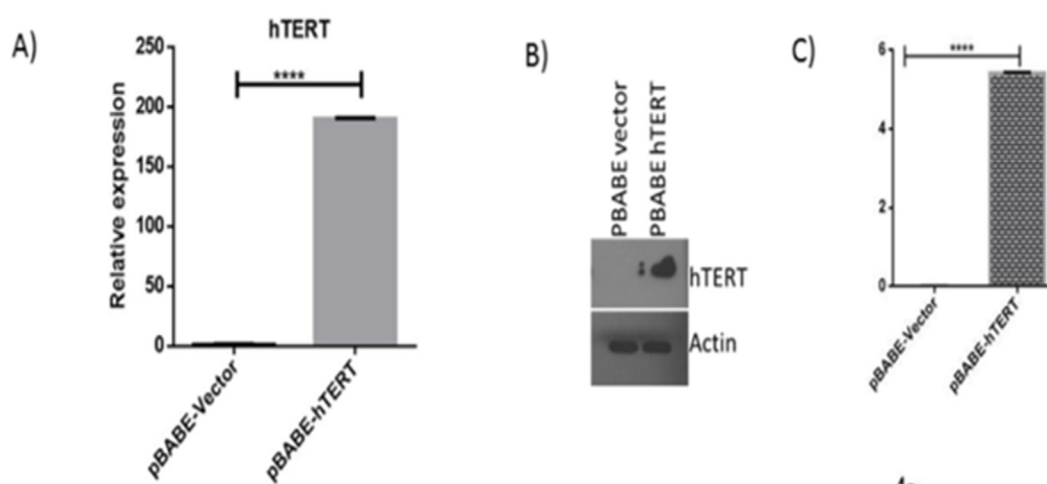 A)
hTERT
250
200
150
100
50
0
Relative expression
****
pBABE-Vector
pBABE-hTERT
B)
PBABE vector
PBABE hTERT
hTERT
Actin
C)
6
4
2
0
****
pBABE-Vector
pBABE-hTERT